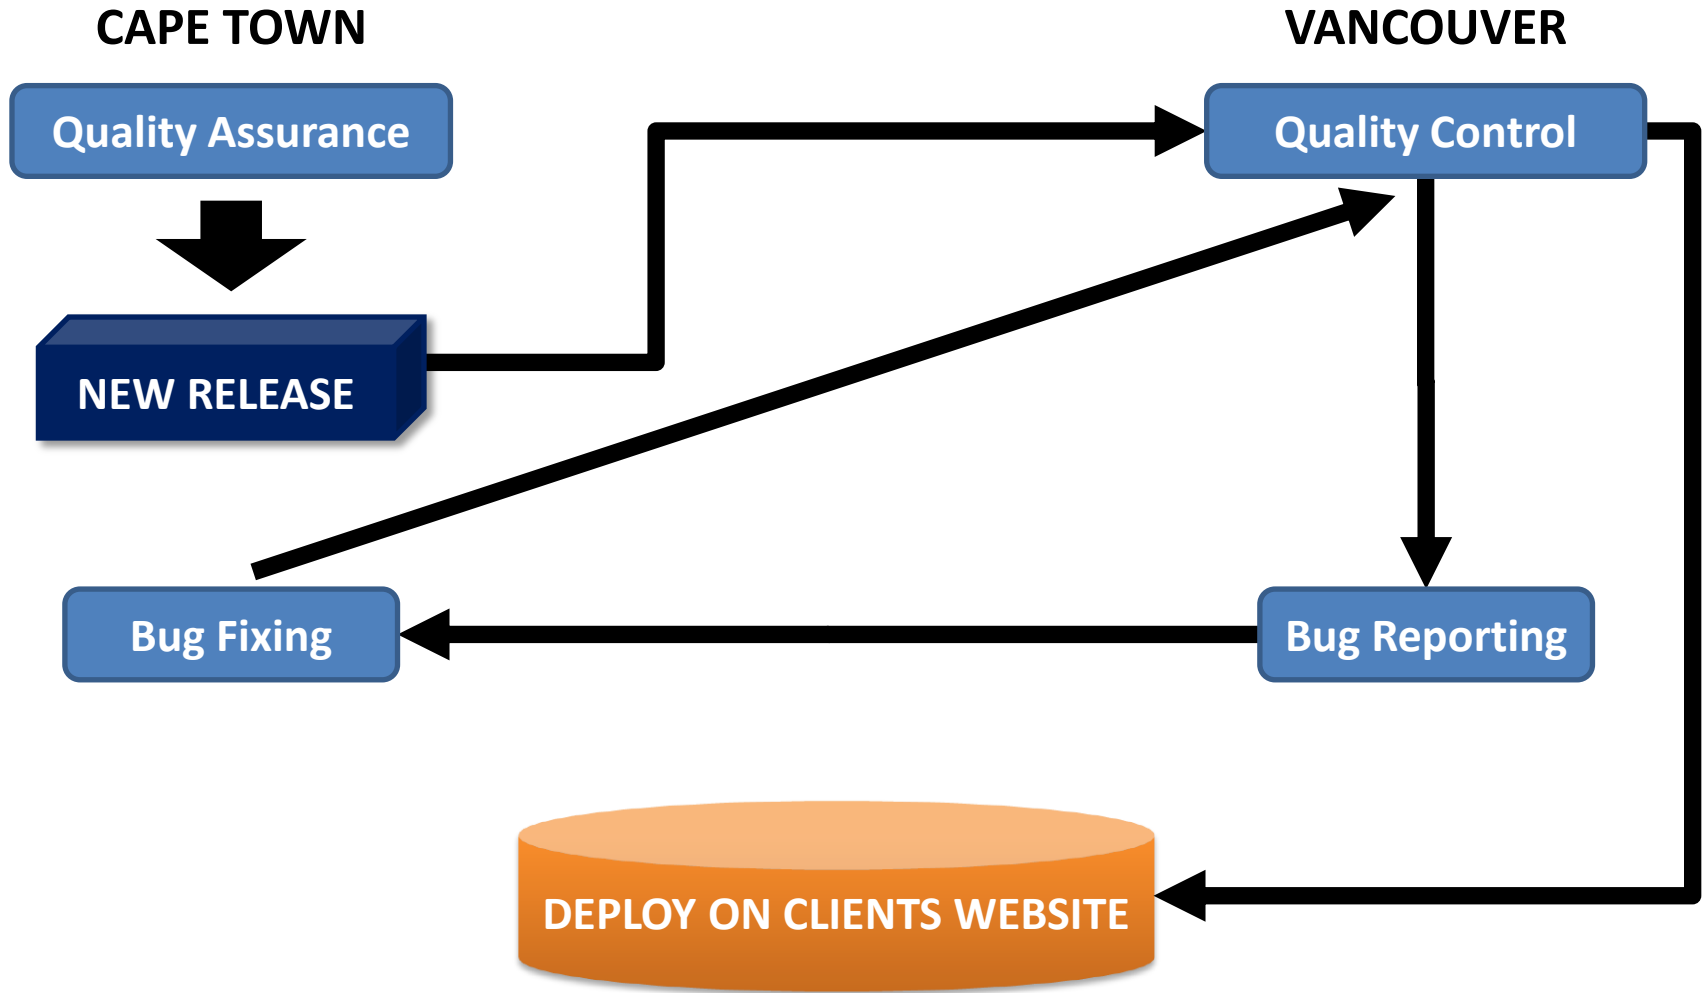 CAPE TOWN
VANCOUVER
Quality Assurance
Quality Control
NEW RELEASE
Bug Fixing
Bug Reporting
DEPLOY ON CLIENTS WEBSITE